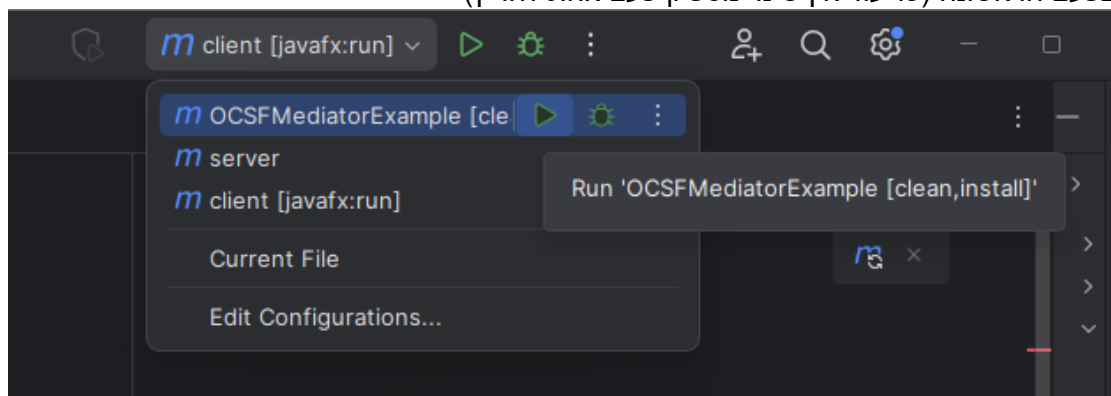 client [javafx:run]
OCSFMediatorExample [cle
server
Run 'OCSFMediatorExample [clean,install]'
client [javafx:run]
Current File
Edit Configurations...